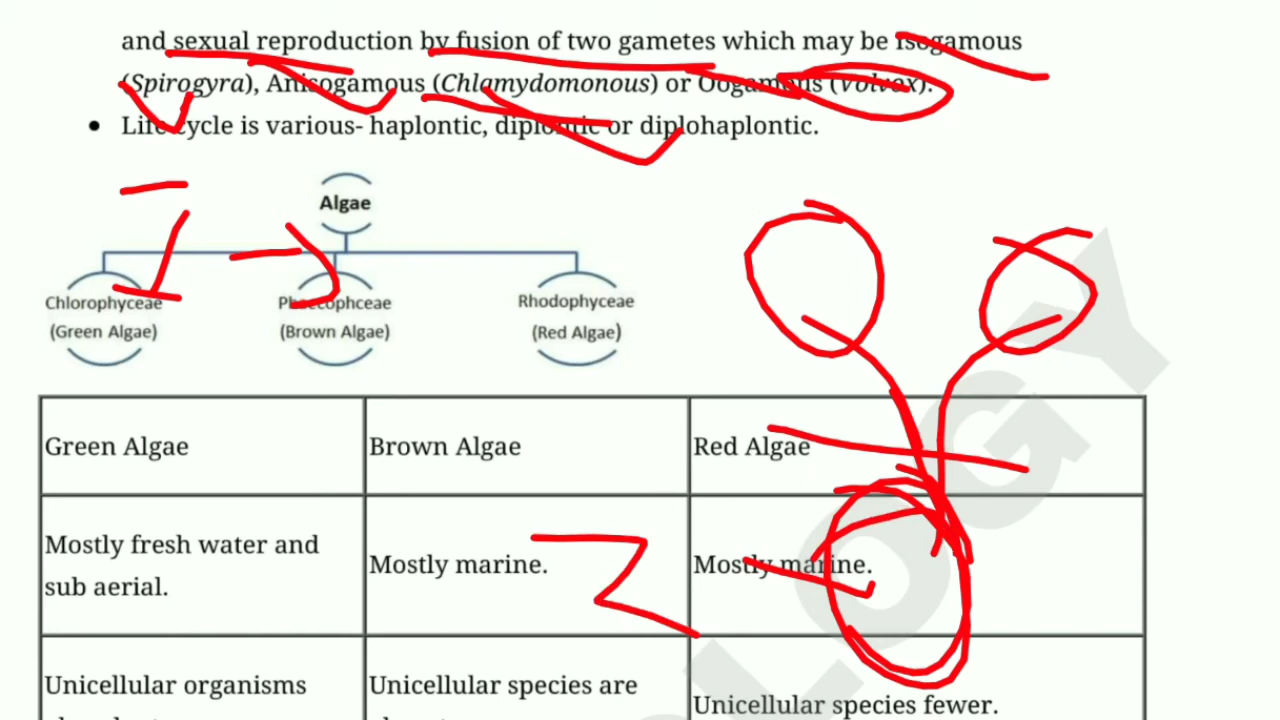 and sexual reproduction by fusion of two gametes which may be Isogamous
(Spirogyra), Anisogamous (Chlamydomonous) or Oogamous (Volvox).
• Life cycle is various- haplontic, diplontic or diplohaplontic.
Algae
Chlorophyceae Phaeophceae Rhodophyceae
(Green Algae) (Brown Algae) (Red Algae)
Green Algae Brown Algae Red Algae
Mostly fresh water and
sub aerial. Mostly marine. Mostly marine.
Unicellular organisms Unicellular species are Unicellular species fewer.
LOGY